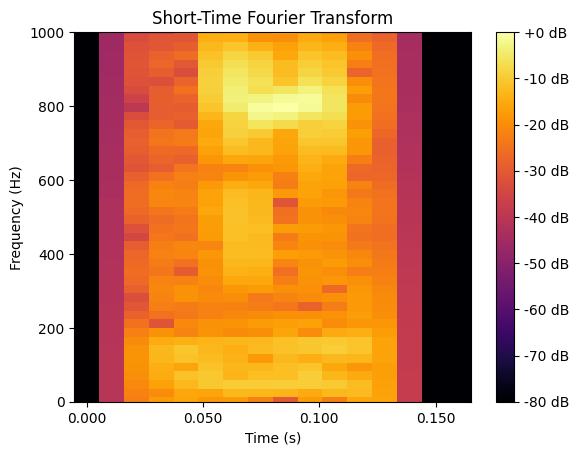 Short-Time Fourier Transform
1000
800
600
400
200
0
Frequency (Hz)
0.000
0.050
0.100
0.150
Time (s)
+0 dB
-10 dB
-20 dB
-30 dB
-40 dB
-50 dB
-60 dB
-70 dB
-80 dB